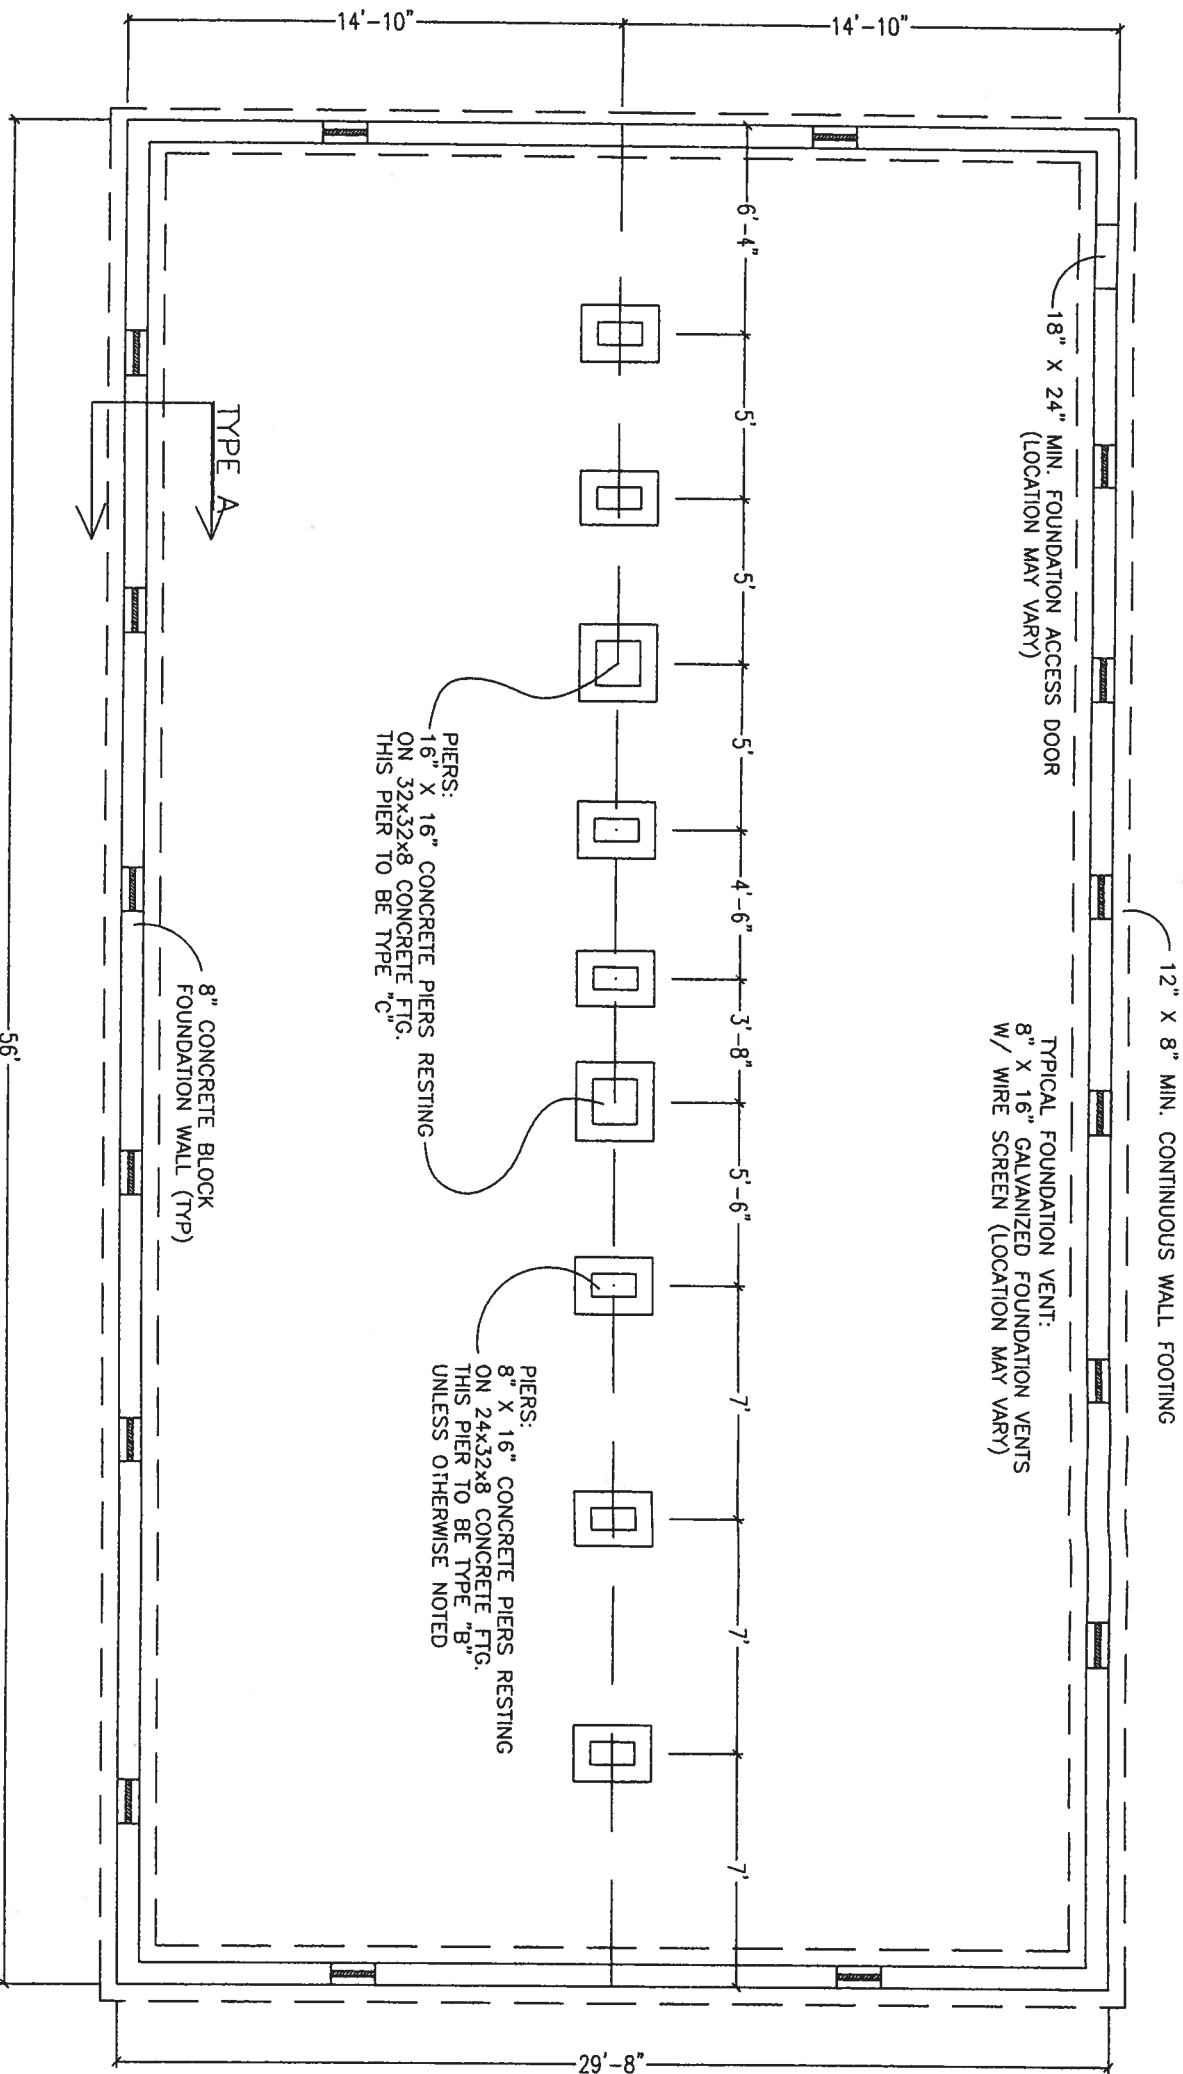 12" X 8" MIN. CONTINUOUS WALL FOOTING
18" X 24" MIN. FOUNDATION ACCESS DOOR
(LOCATION MAY VARY)
TYPICAL FOUNDATION VENT:
8" X 16" GALVANIZED FOUNDATION VENTS
W/ WIRE SCREEN (LOCATION MAY VARY)
14'-10"
14'-10"
6'-4"
5'
5'
5'
4'-6"
3'-8"
5'-6"
7'
7'
7'
PIERS:
16" X 16" CONCRETE PIERS RESTING
ON 32x32x8 CONCRETE FTG.
THIS PIER TO BE TYPE "C"
PIERS:
8" X 16" CONCRETE PIERS RESTING
ON 24x32x8 CONCRETE FTG.
THIS PIER TO BE TYPE "B"
UNLESS OTHERWISE NOTED
TYPE A
8" CONCRETE BLOCK
FOUNDATION WALL (TYP)
29'-8"
56'